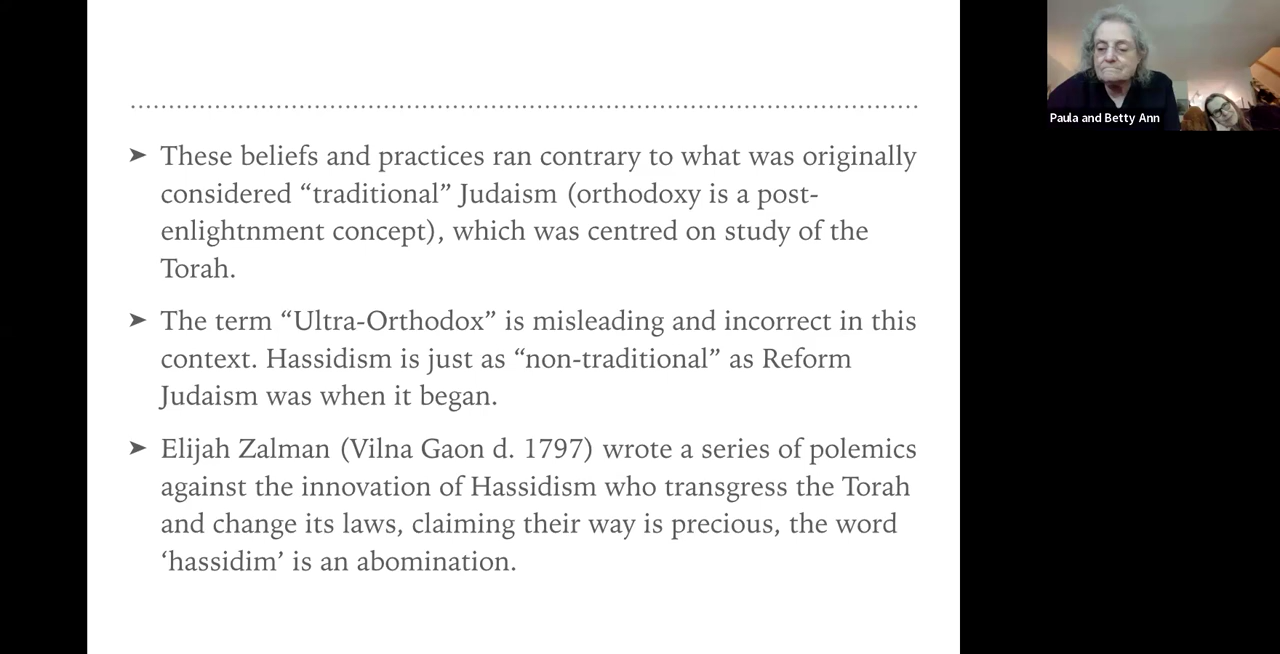 ➤ These beliefs and practices ran contrary to what was originally
considered “traditional” Judaism (orthodoxy is a post-
enlightnment concept), which was centred on study of the
Torah.
➤ The term “Ultra-Orthodox” is misleading and incorrect in this
context. Hassidism is just as “non-traditional” as Reform
Judaism was when it began.
➤ Elijah Zalman (Vilna Gaon d. 1797) wrote a series of polemics
against the innovation of Hassidism who transgress the Torah
and change its laws, claiming their way is precious, the word
‘hassidim’ is an abomination.
Paula and Betty Ann